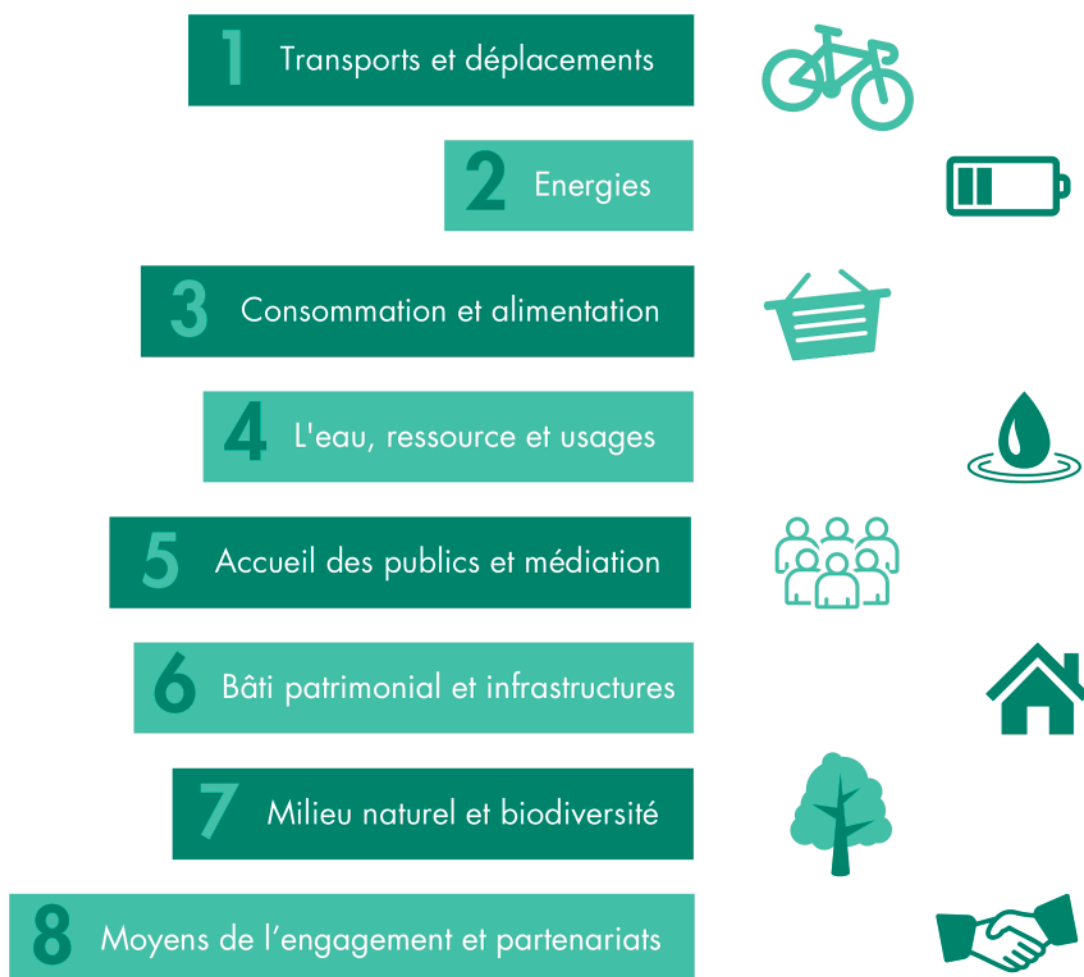 1 Transports et déplacements
2 Energies
3 Consommation et alimentation
4 L'eau, ressource et usages
5 Accueil des publics et médiation
6 Bâti patrimonial et infrastructures
7 Milieu naturel et biodiversité
8 Moyens de l’engagement et partenariats